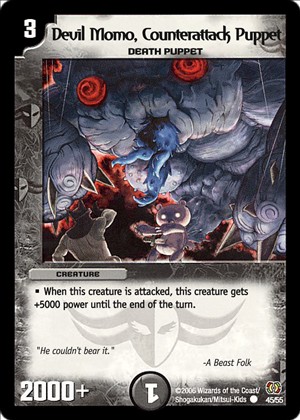 3
Devil Momo, Counterattack Puppet
DEATH PUPPET
CREATURE
▪ When this creature is attacked, this creature gets
+5000 power until the end of the turn.
"He couldn't bear it."
-A Beast Folk
2000+
1
©2006 Wizards of the Coast/
Shogakukan/Mitsui-Kids
45/55